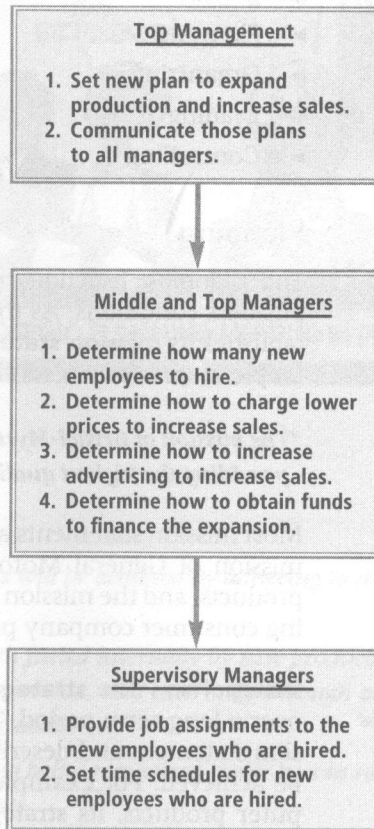 Top Management
1. Set new plan to expand
production and increase sales.
2. Communicate those plans
to all managers.
Middle and Top Managers
1. Determine how many new
employees to hire.
2. Determine how to charge lower
prices to increase sales.
3. Determine how to increase
advertising to increase sales.
4. Determine how to obtain funds
to finance the expansion.
Supervisory Managers
1. Provide job assignments to the
new employees who are hired.
2. Set time schedules for new
employees who are hired.